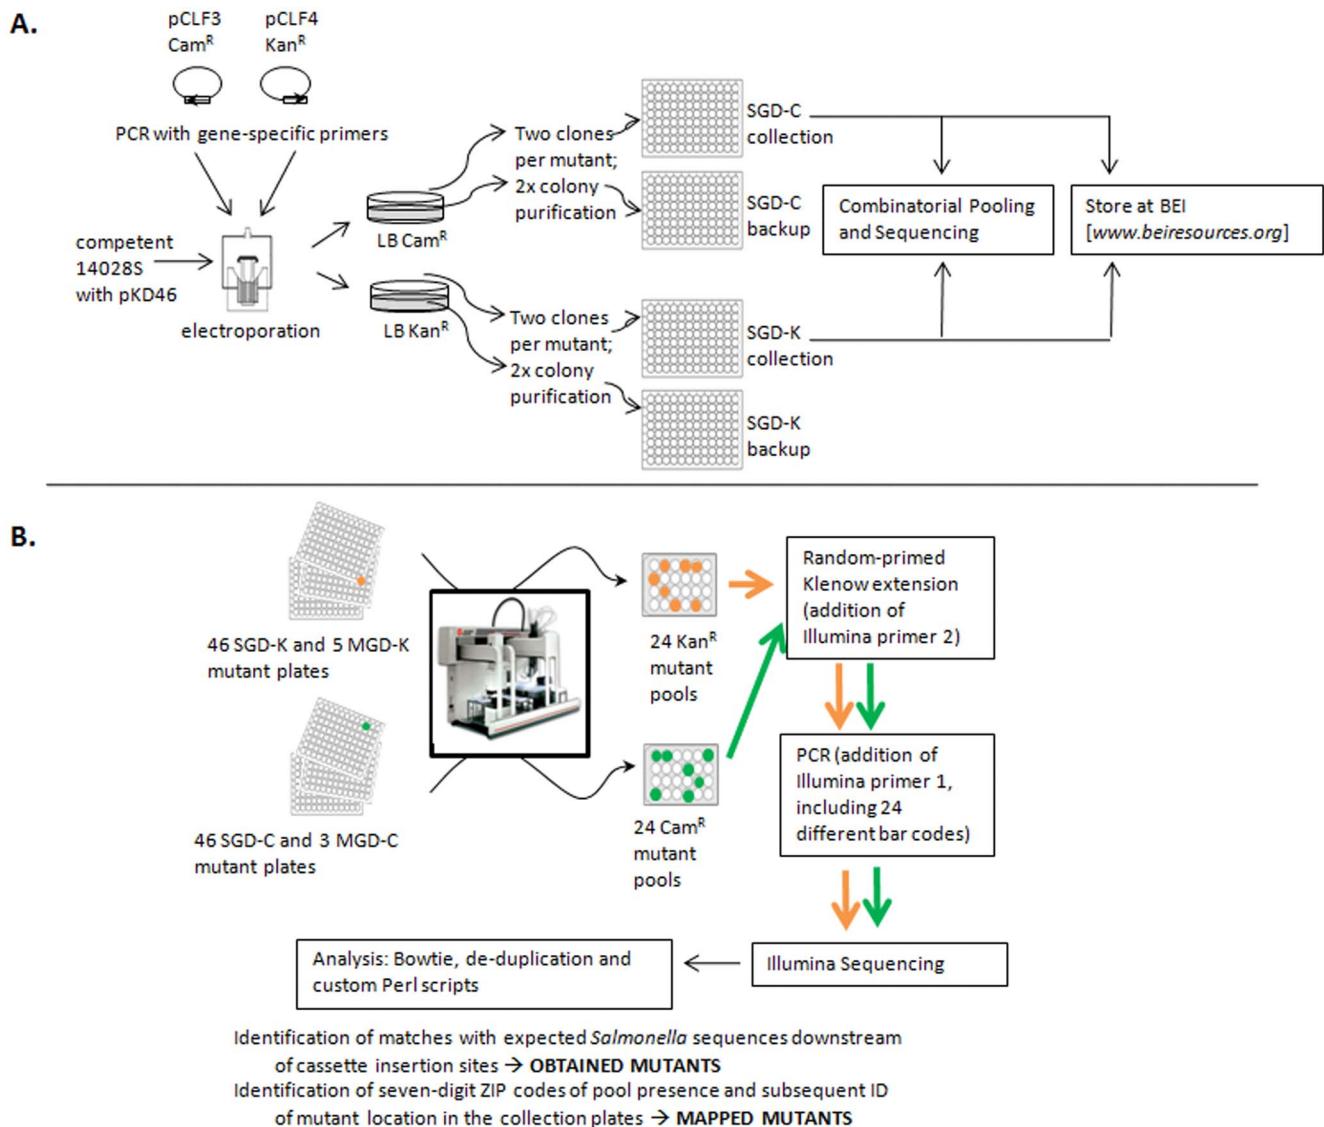 A.
pCLF3
Cam^R
pCLF4
Kan^R
PCR with gene-specific primers
competent
14028S
with pKD46
electroporation
LB Cam^R
LB Kan^R
Two clones
per mutant;
2x colony
purification
Two clones
per mutant;
2x colony
purification
SGD-C
collection
SGD-C
backup
SGD-K
collection
SGD-K
backup
Combinatorial Pooling
and Sequencing
Store at BEI
[www.beiresources.org]
B.
46 SGD-K and 5 MGD-K
mutant plates
46 SGD-C and 3 MGD-C
mutant plates
24 Kan^R
mutant
pools
24 Cam^R
mutant
pools
Random-primed
Klenow extension
(addition of
Illumina primer 2)
PCR (addition of
Illumina primer 1,
including 24
different bar codes)
Illumina Sequencing
Analysis: Bowtie, de-duplication and
custom Perl scripts
Identification of matches with expected Salmonella sequences downstream
of cassette insertion sites → OBTAINED MUTANTS
Identification of seven-digit ZIP codes of pool presence and subsequent ID
of mutant location in the collection plates → MAPPED MUTANTS